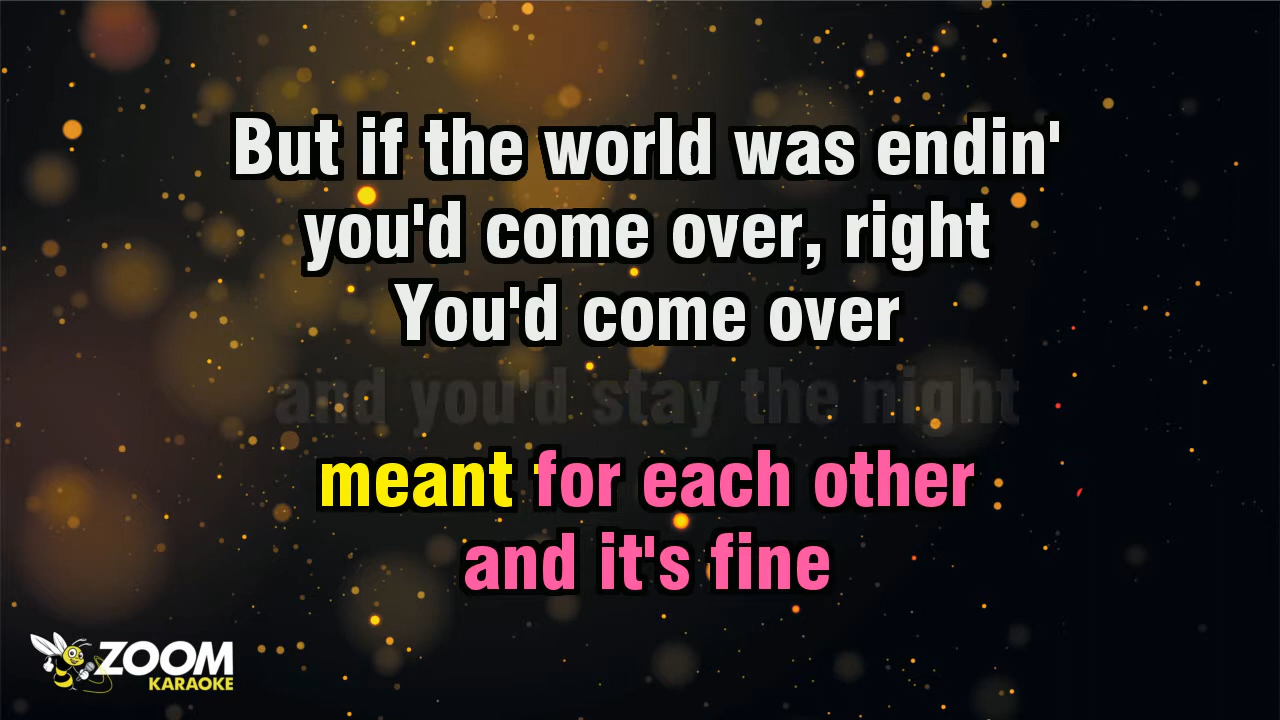 But if the world was endin'
you'd come over, right
You'd come over
and you'd stay the night
meant for each other
and it's fine
ZOOM
KARAOKE